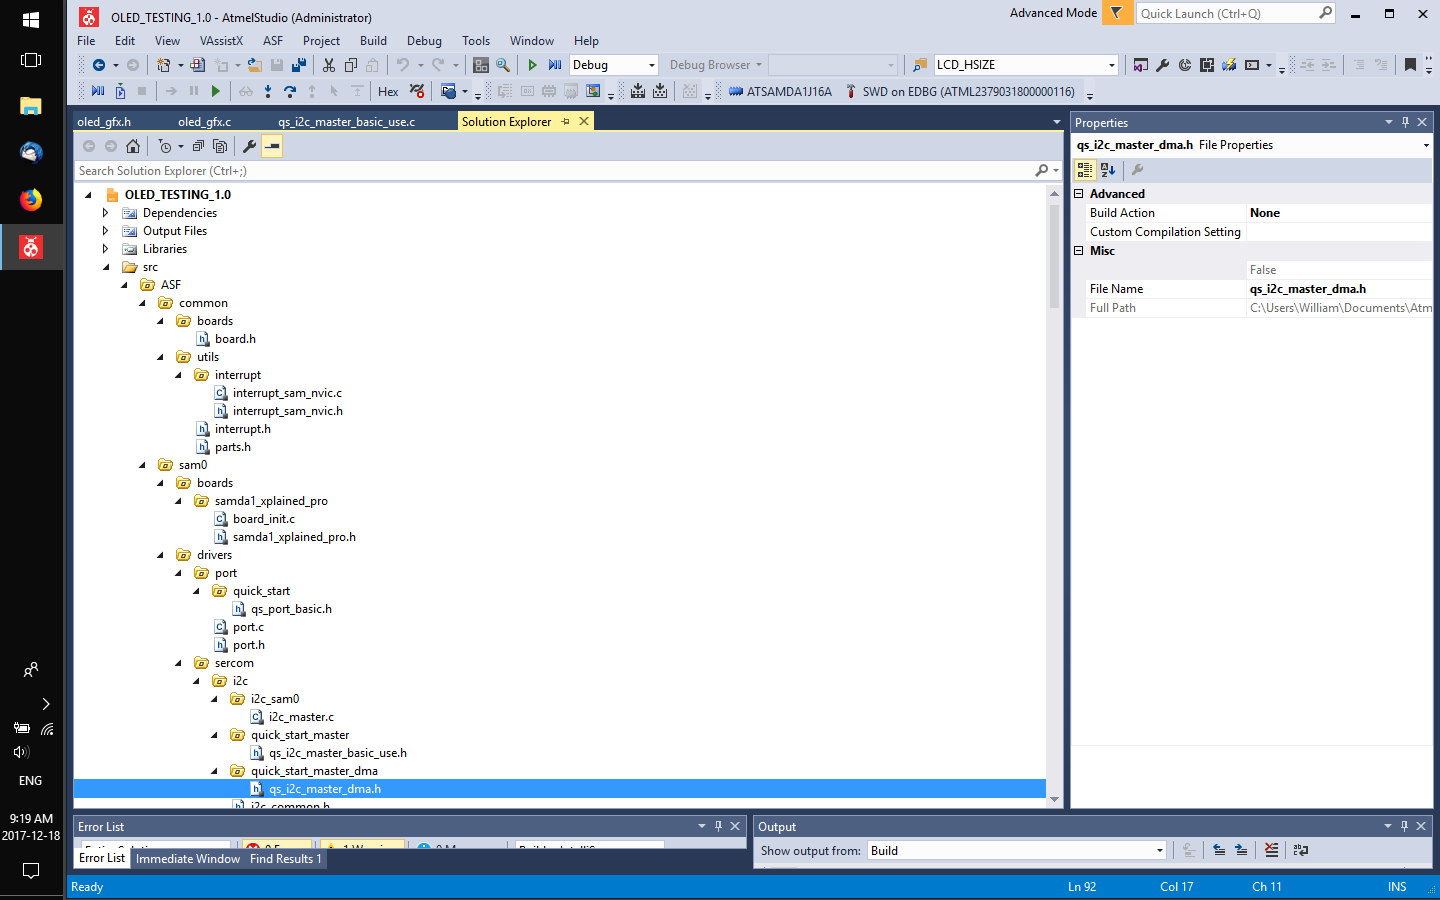 OLED_TESTING_1.0 - AtmelStudio (Administrator)
Advanced Mode
Quick Launch (Ctrl+Q)
File Edit View VAssistX ASF Project Build Debug Tools Window Help
Debug
Debug Browser
LCD_HSIZE
Hex
ATSAMDA1J16A
SWD on EDBG (ATML2379031800000116)
oled_gfx.h
oled_gfx.c
qs_i2c_master_basic_use.c
Solution Explorer
Search Solution Explorer (Ctrl+;)
OLED_TESTING_1.0
Dependencies
Output Files
Libraries
src
ASF
common
boards
board.h
utils
interrupt
interrupt_sam_nvic.c
interrupt_sam_nvic.h
interrupt.h
parts.h
sam0
boards
samda1_xplained_pro
board_init.c
samda1_xplained_pro.h
drivers
port
quick_start
qs_port_basic.h
port.c
port.h
sercom
i2c
i2c_sam0
i2c_master.c
quick_start_master
qs_i2c_master_basic_use.h
quick_start_master_dma
qs_i2c_master_dma.h
i2c_common.h
Properties
qs_i2c_master_dma.h File Properties
Advanced
Build Action None
Custom Compilation Setting
Misc
False
File Name qs_i2c_master_dma.h
Full Path C:\Users\William\Documents\Atm
Error List
Error List Immediate Window Find Results 1
Output
Show output from: Build
ENG
9:19 AM
2017-12-18
Ready
Ln 92
Col 17
Ch 11
INS